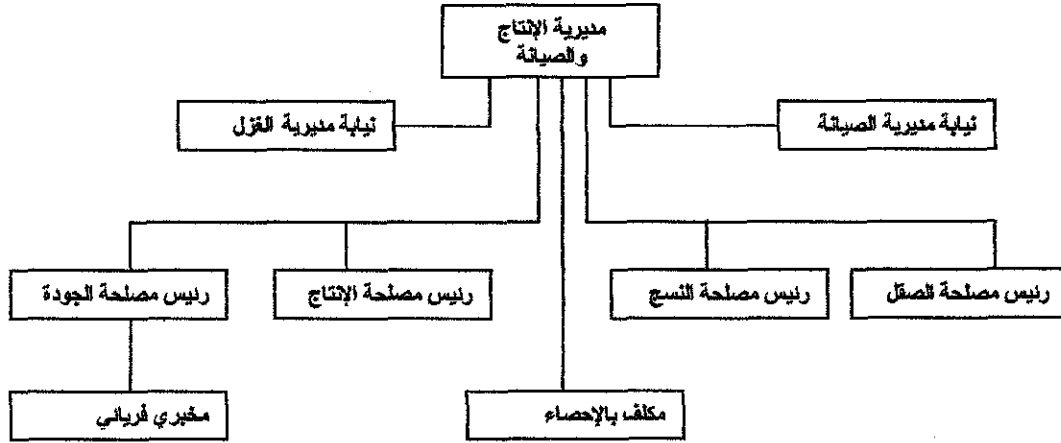 مديرية الإنتاج
والصيانة
نيابة مديرية الصيانة
نيابة مديرية الغزل
رئيس مصلحة الصقل
رئيس مصلحة النسج
رئيس مصلحة الإنتاج
رئيس مصلحة الجودة
مكلف بالإحصاء
مخبري فريائي